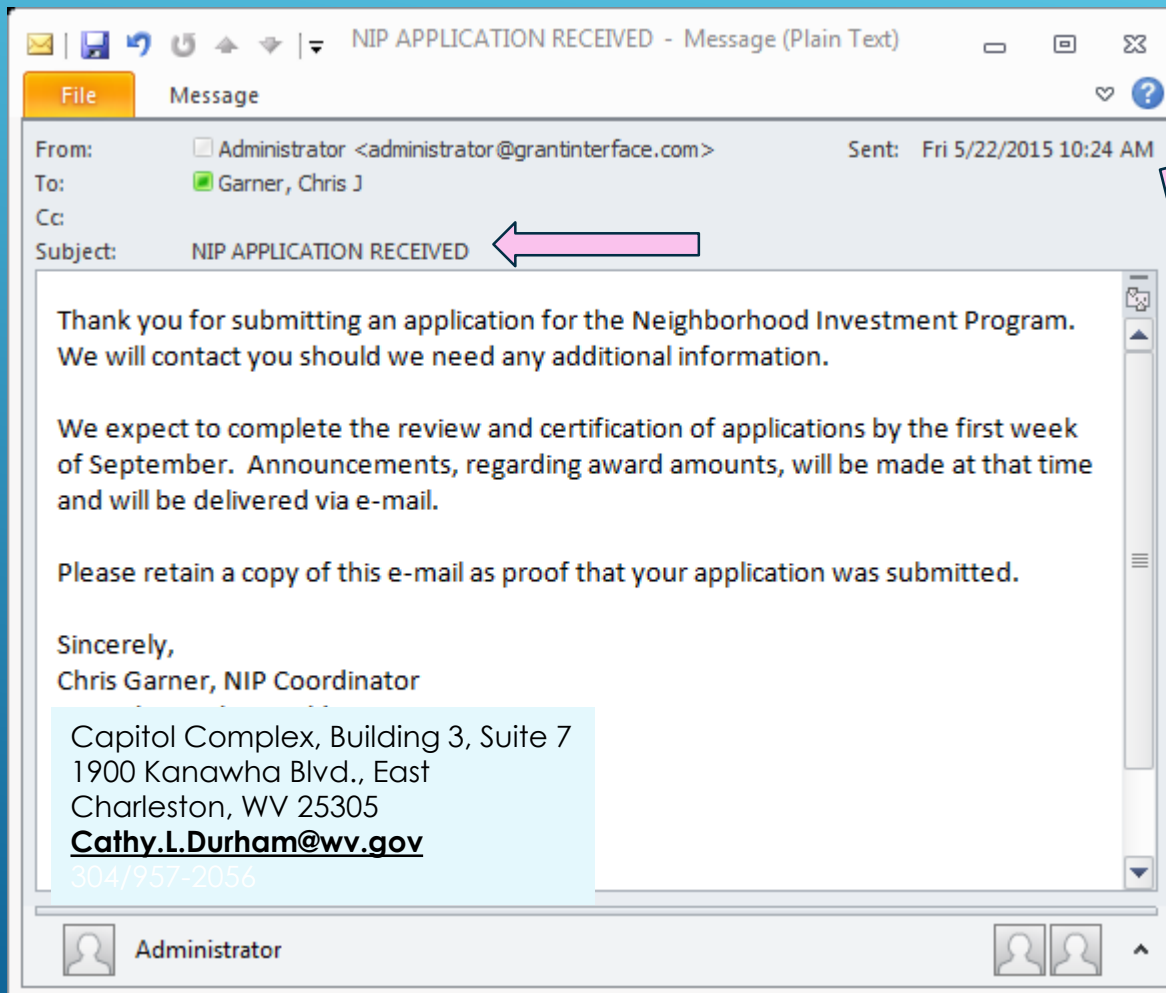 NIP APPLICATION RECEIVED - Message (Plain Text)
File Message
From: Administrator <administrator@grantinterface.com> Sent: Fri 5/22/2015 10:24 AM
To: Garner, Chris J
Cc:
Subject: NIP APPLICATION RECEIVED
Thank you for submitting an application for the Neighborhood Investment Program.
We will contact you should we need any additional information.
We expect to complete the review and certification of applications by the first week
of September. Announcements, regarding award amounts, will be made at that time
and will be delivered via e-mail.
Please retain a copy of this e-mail as proof that your application was submitted.
Sincerely,
Chris Garner, NIP Coordinator
Capitol Complex, Building 3, Suite 7
1900 Kanawha Blvd., East
Charleston, WV 25305
Cathy.L.Durham@wv.gov
304/957-2056
Administrator